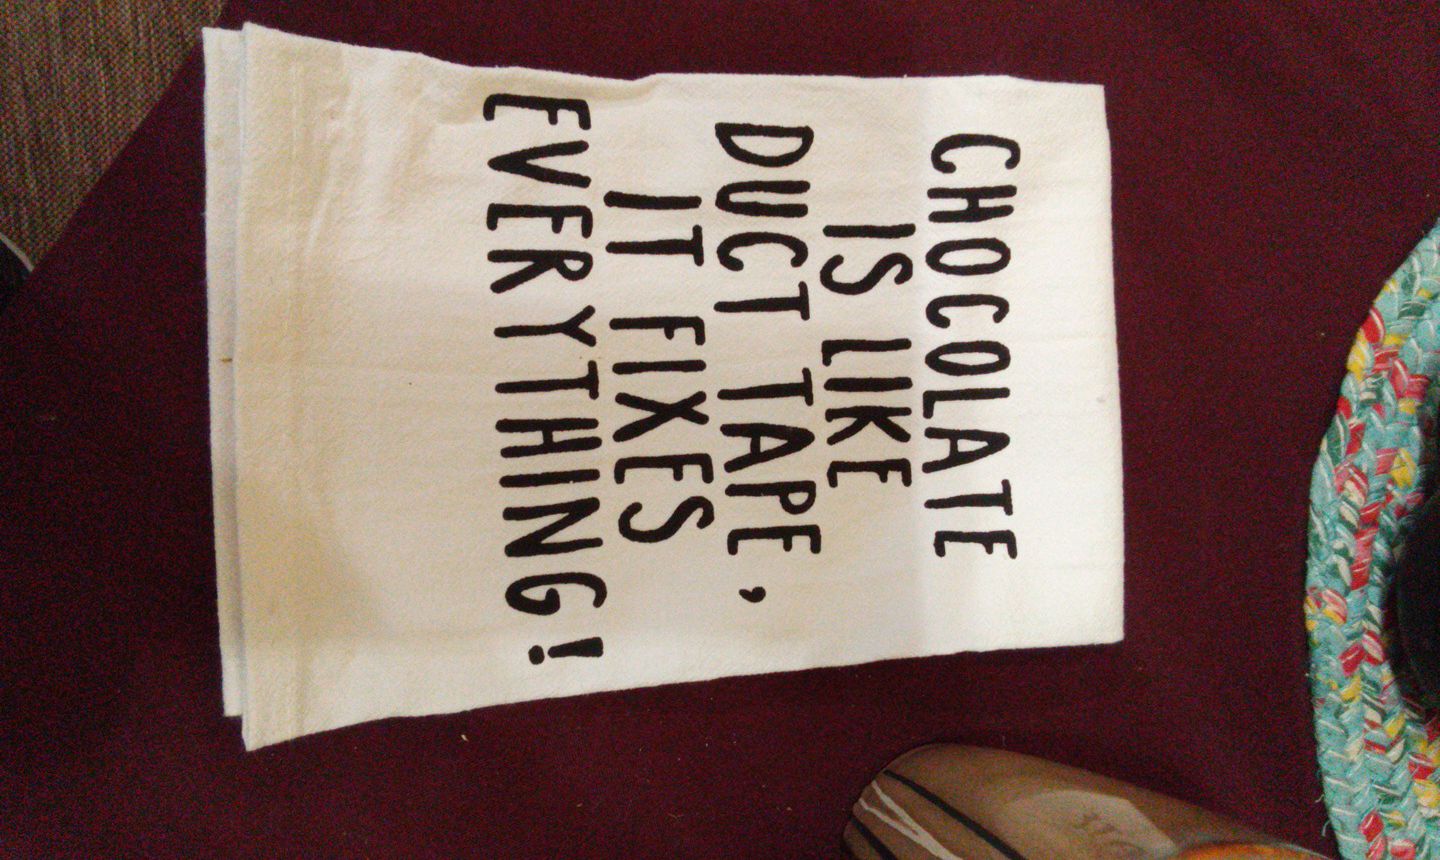 CHOCOLATE
IS LIKE
DUCT TAPE,
IT FIXES
EVERYTHING!